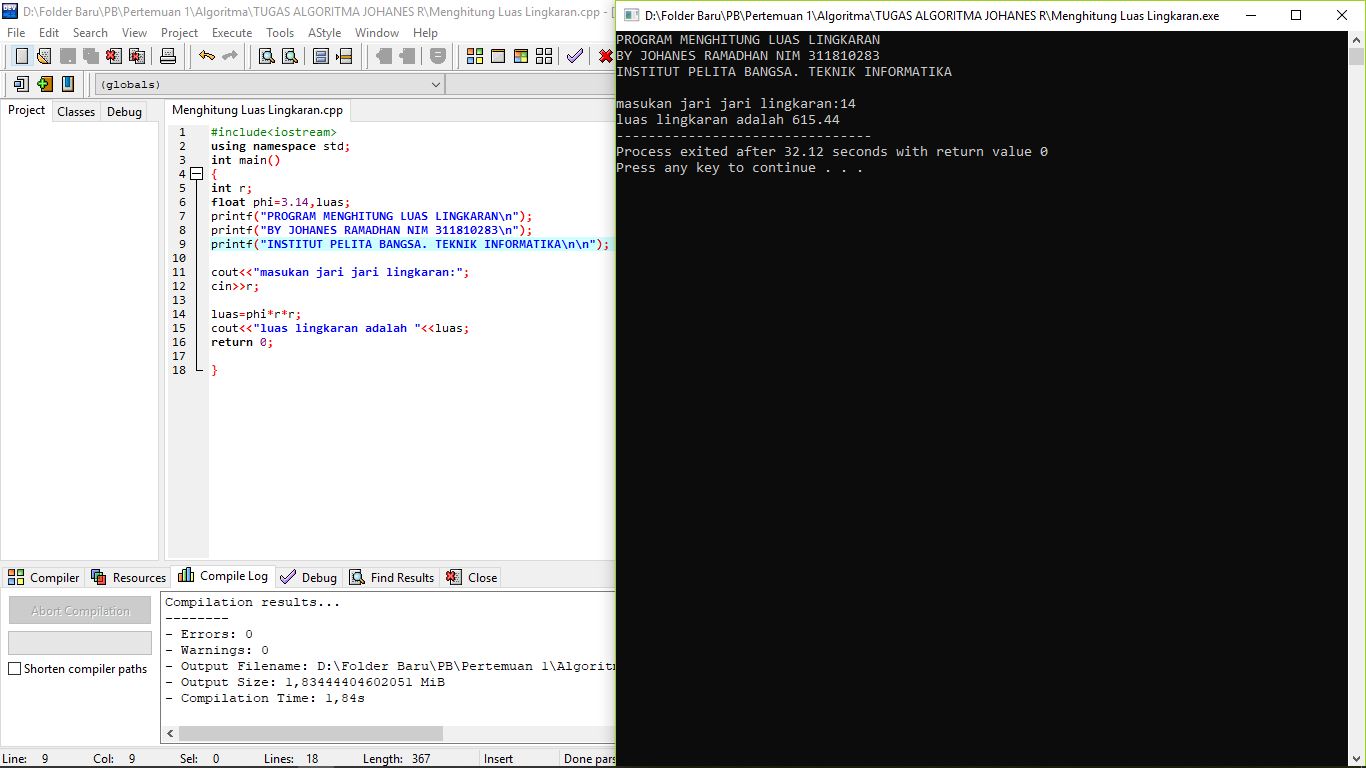 D:\Folder Baru\PB\Pertemuan 1\Algoritma\TUGAS ALGORITMA JOHANES R\Menghitung Luas Lingkaran.cpp - [
File Edit Search View Project Execute Tools AStyle Window Help
(globals)
Project Classes Debug
Menghitung Luas Lingkaran.cpp
1 #include<iostream>
2 using namespace std;
3 int main()
4 {
5 int r;
6 float phi=3.14,luas;
7 printf("PROGRAM MENGHITUNG LUAS LINGKARAN\n");
8 printf("BY JOHANES RAMADHAN NIM 311810283\n");
9 printf("INSTITUT PELITA BANGSA. TEKNIK INFORMATIKA\n\n");
10
11 cout<<"masukan jari jari lingkaran:";
12 cin>>r;
13
14 luas=phi*r*r;
15 cout<<"luas lingkaran adalah "<<luas;
16 return 0;
17
18 }
Compiler Resources Compile Log Debug Find Results Close
Abort Compilation
Shorten compiler paths
Compilation results...
--------
- Errors: 0
- Warnings: 0
- Output Filename: D:\Folder Baru\PB\Pertemuan 1\Algorit
- Output Size: 1,83444404602051 MiB
- Compilation Time: 1,84s
Line: 9 Col: 9 Sel: 0 Lines: 18 Length: 367 Insert Done pars
D:\Folder Baru\PB\Pertemuan 1\Algoritma\TUGAS ALGORITMA JOHANES R\Menghitung Luas Lingkaran.exe
PROGRAM MENGHITUNG LUAS LINGKARAN
BY JOHANES RAMADHAN NIM 311810283
INSTITUT PELITA BANGSA. TEKNIK INFORMATIKA
masukan jari jari lingkaran:14
luas lingkaran adalah 615.44
--------------------------------
Process exited after 32.12 seconds with return value 0
Press any key to continue . . .